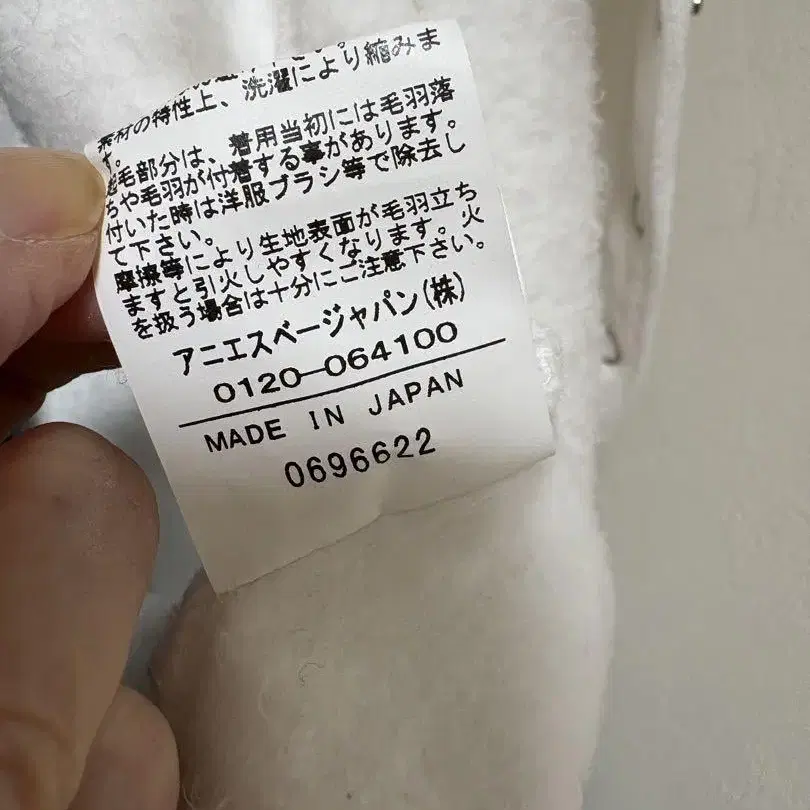 素材の特性上、洗濯により縮みま
す。
起毛部分は、着用当初には毛羽落
ちや毛羽が付着する事があります。
付いた時は洋服ブラシ等で除去し
て下さい。
摩擦等により生地表面が毛羽立ち
ますと引火しやすくなります。火
を扱う場合は十分にご注意下さい。
アニエスベージャパン(株)
0120-064100
MADE IN JAPAN
0696622